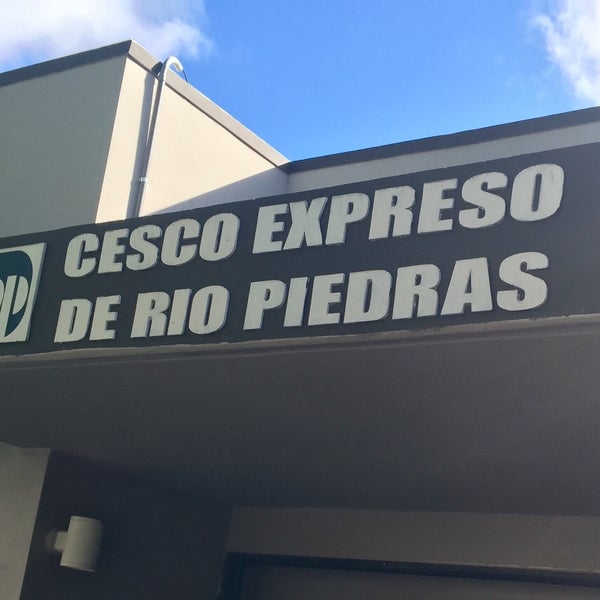 CESCO EXPRESO
DE RIO PIEDRAS